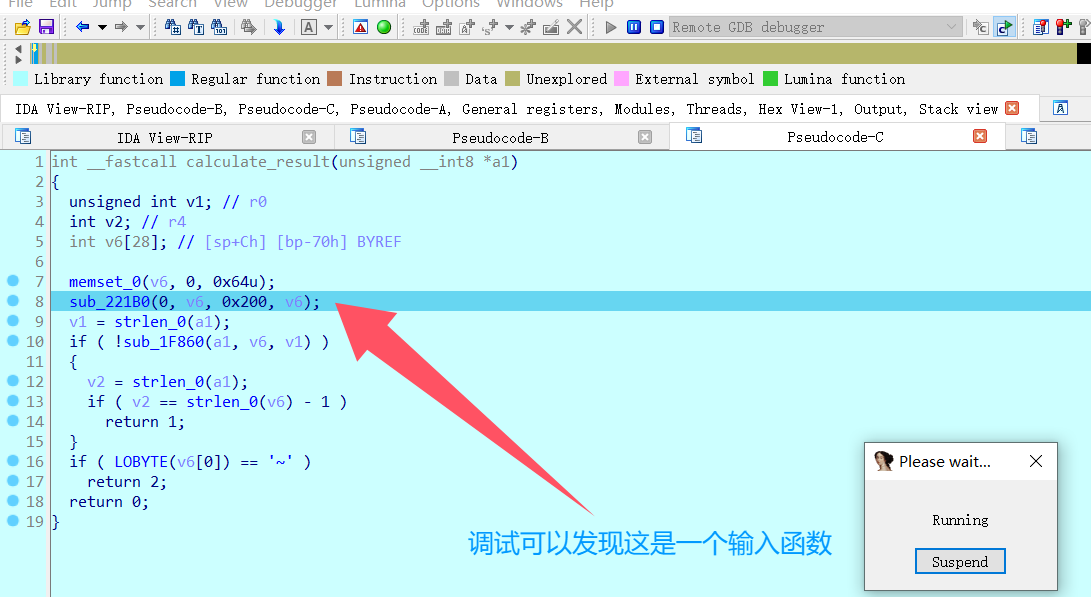 File Edit Jump Search View Debugger Lumina Options Windows Help
Remote GDB debugger
Library function Regular function Instruction Data Unexplored External symbol Lumina function
IDA View-RIP, Pseudocode-B, Pseudocode-C, Pseudocode-A, General registers, Modules, Threads, Hex View-1, Output, Stack view
IDA View-RIP Pseudocode-B Pseudocode-C
1 int __fastcall calculate_result(unsigned __int8 *a1)
2 {
3 unsigned int v1; // r0
4 int v2; // r4
5 int v6[28]; // [sp+Ch] [bp-70h] BYREF
6
7 memset_0(v6, 0, 0x64u);
8 sub_221B0(0, v6, 0x200, v6);
9 v1 = strlen_0(a1);
10 if ( !sub_1F860(a1, v6, v1) )
11 {
12 v2 = strlen_0(a1);
13 if ( v2 == strlen_0(v6) - 1 )
14 return 1;
15 }
16 if ( LOBYTE(v6[0]) == '~' )
17 return 2;
18 return 0;
19 }
调试可以发现这是一个输入函数
Please wait...
Running
Suspend